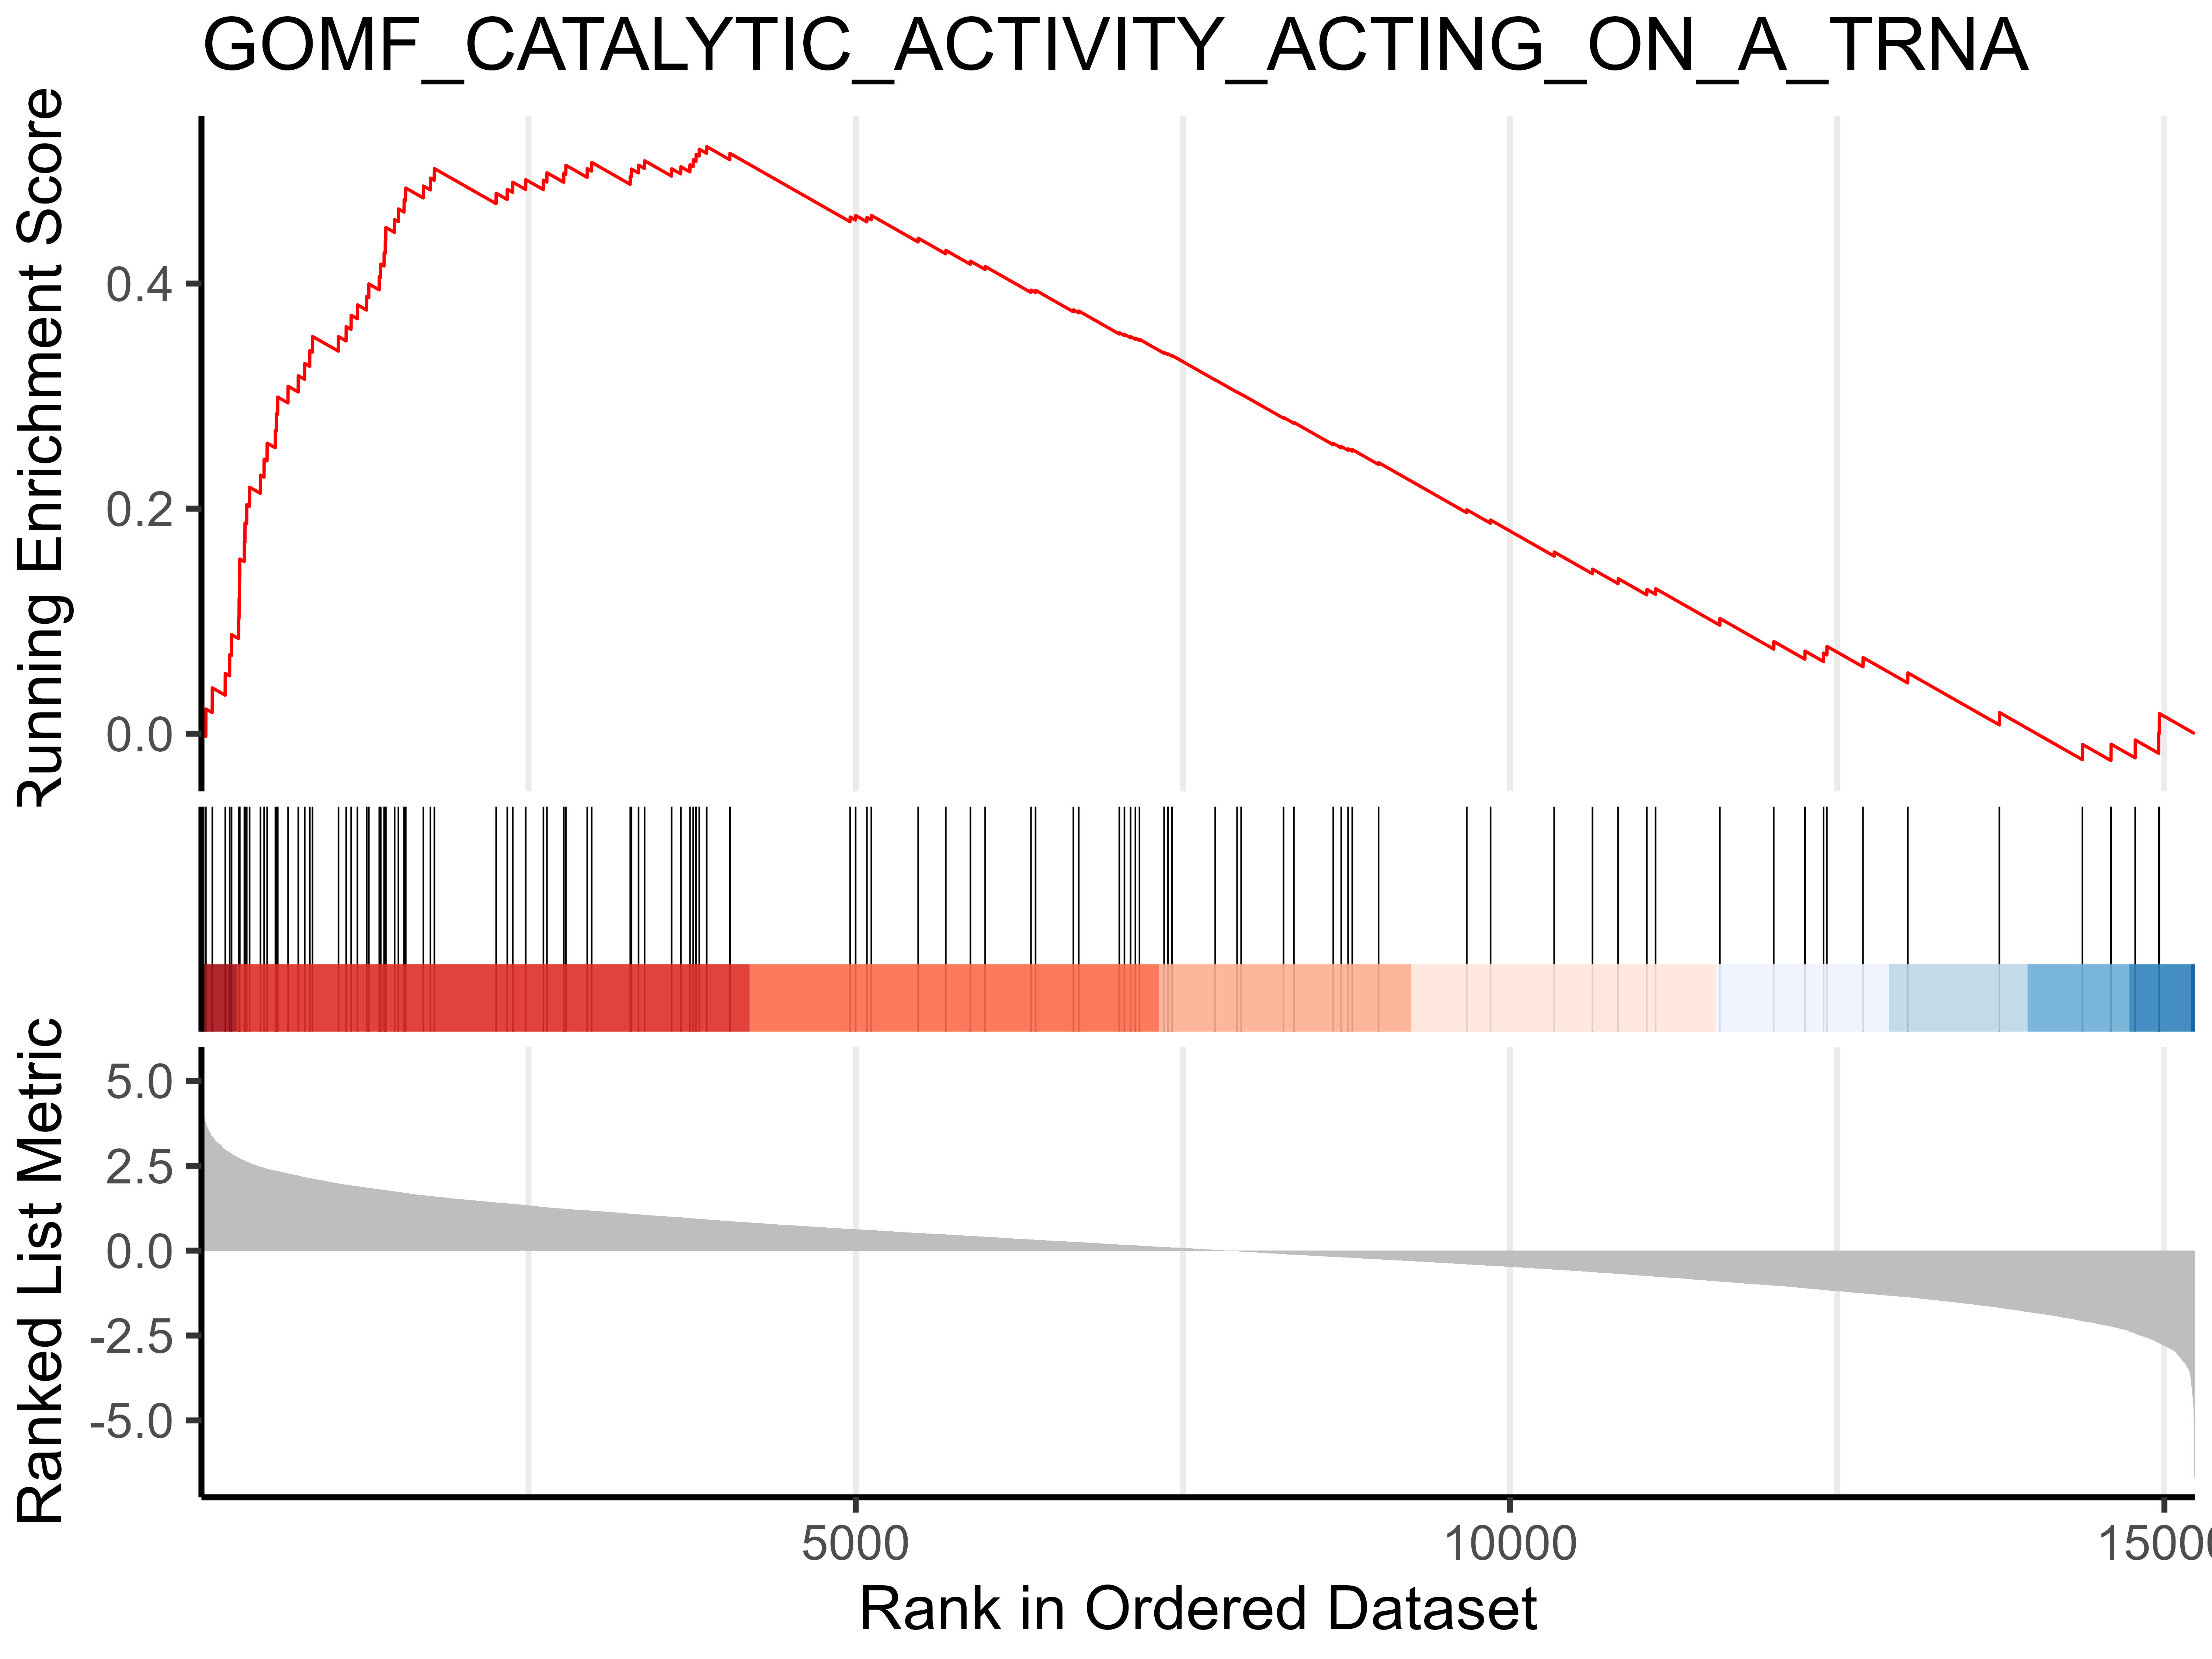 GOMF_CATALYTIC_ACTIVITY_ACTING_ON_A_TRNA
Running Enrichment Score
0.4
0.2
0.0
Ranked List Metric
5.0
2.5
0.0
-2.5
-5.0
5000
10000
1500
Rank in Ordered Dataset